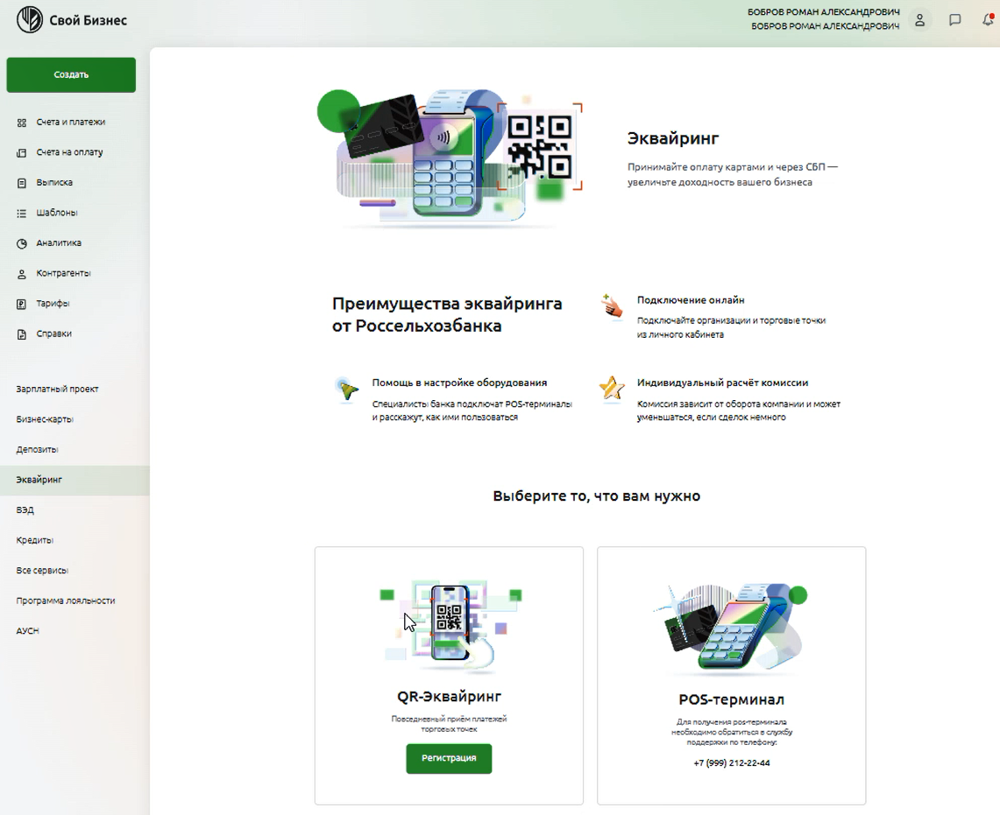 Свой Бизнес
БОБРОВ РОМАН АЛЕКСАНДРОВИЧ
БОБРОВ РОМАН АЛЕКСАНДРОВИЧ
Создать
Счета и платежи
Счета на оплату
Выписка
Шаблоны
Аналитика
Контрагенты
Тарифы
Справки
Зарплатный проект
Бизнес-карты
Депозиты
Эквайринг
ВЭД
Кредиты
Все сервисы
Программа лояльности
АУСН
Эквайринг
Принимайте оплату картами и через СБП —
увеличьте доходность вашего бизнеса
Преимущества эквайринга
от Россельхозбанка
Подключение онлайн
Подключайте организации и торговые точки
из личного кабинета
Помощь в настройке оборудования
Специалисты банка подключат POS-терминалы
и расскажут, как ими пользоваться
Индивидуальный расчёт комиссии
Комиссия зависит от оборота компании и может
уменьшаться, если сделок немного
Выберите то, что вам нужно
QR-Эквайринг
Повседневный приём платежей
торговых точек
Регистрация
POS-терминал
Для получения pos-терминала
необходимо обратиться в службу
поддержки по телефону:
+7 (999) 212-22-44